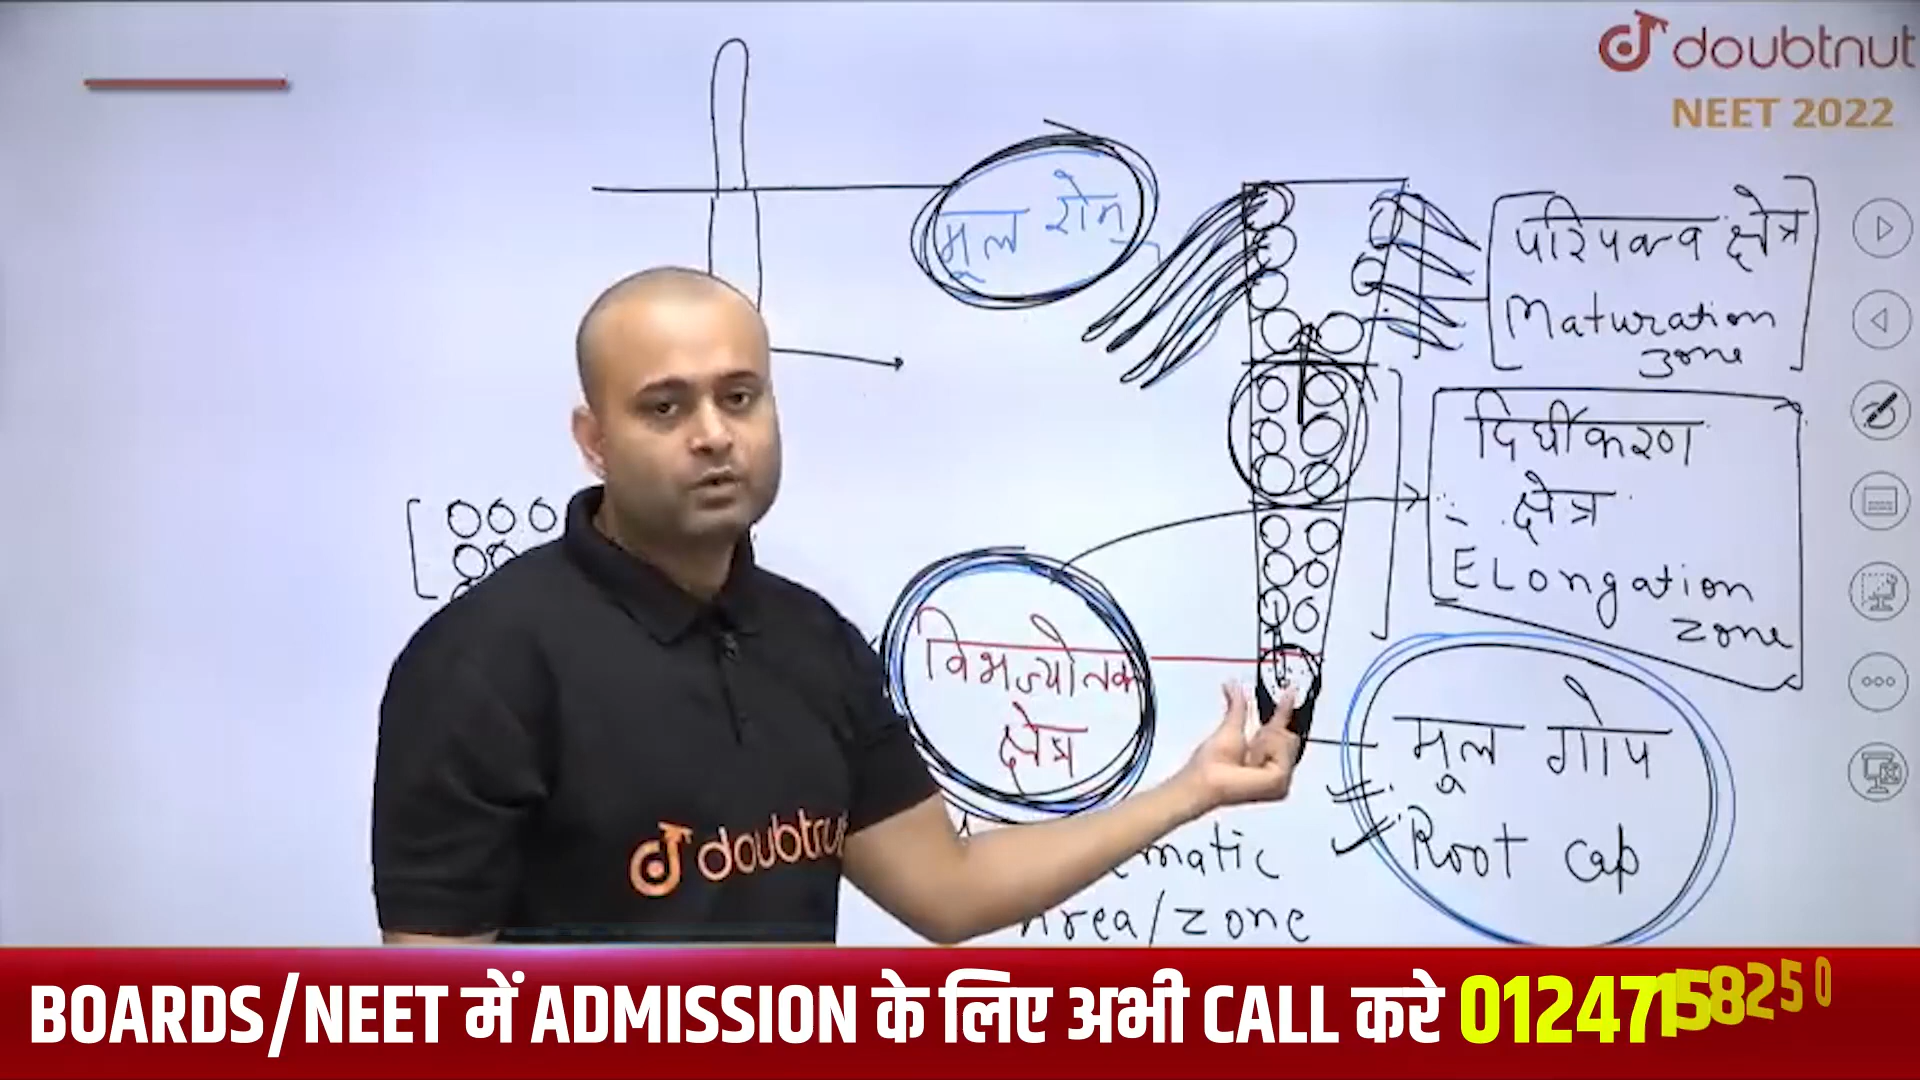 doubtnut
NEET 2022
मूल रोम
परिपक्व क्षेत्र
Maturation
zone
दिर्घीकरण
क्षेत्र
ELongation
zone
विभज्योतक
क्षेत्र
मूल गोप
Root cap
matic
Area/zone
doubtnut
BOARDS/NEET में ADMISSION के लिए अभी CALL करे 01247158250